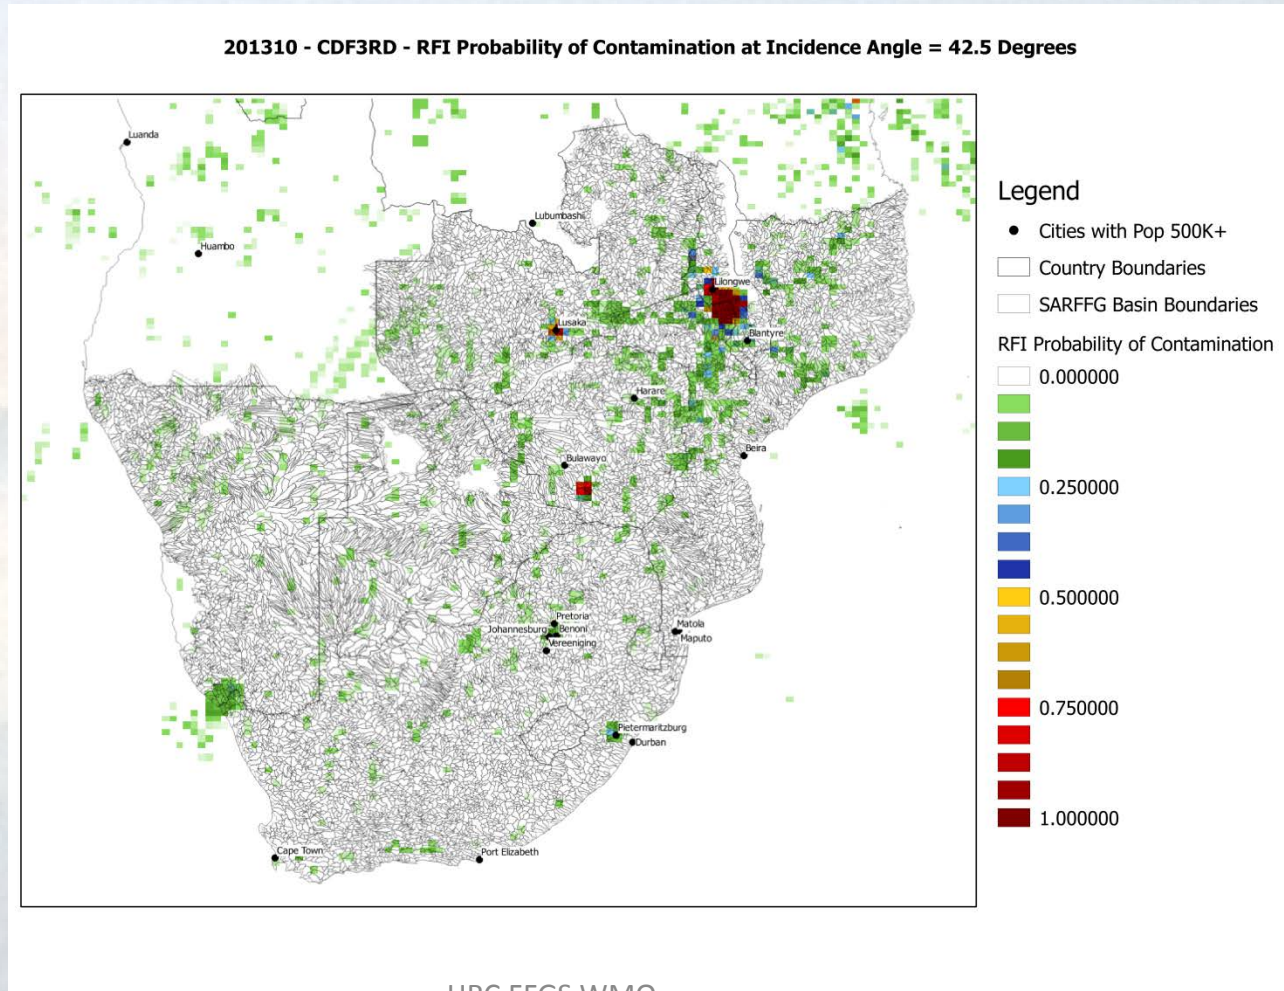 201310 - CDF3RD - RFI Probability of Contamination at Incidence Angle = 42.5 Degrees
Luanda
Lubumbashi
Huambo
Lilongwe
Lusaka
Blantyre
Harare
Beira
Bulawayo
Pretoria
Johannesburg Benoni
Vereeniging
Matola
Maputo
Pietermaritzburg
Durban
Cape Town
Port Elizabeth
Legend
Cities with Pop 500K+
Country Boundaries
SARFFG Basin Boundaries
RFI Probability of Contamination
0.000000
0.250000
0.500000
0.750000
1.000000